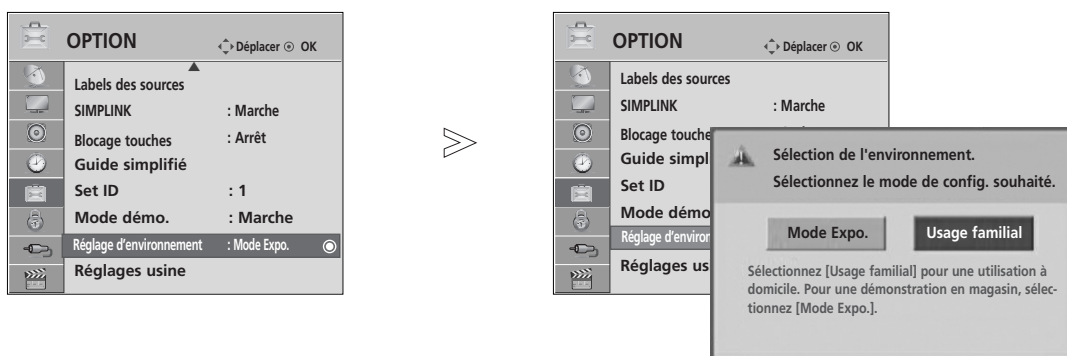 OPTION
Déplacer OK
Labels des sources
SIMPLINK : Marche
Blocage touches : Arrêt
Guide simplifié
Set ID : 1
Mode démo. : Marche
Réglage d'environnement : Mode Expo.
Réglages usine
OPTION
Déplacer OK
Labels des sources
SIMPLINK : Marche
Blocage touche
Guide simpl
Set ID
Mode démo
Réglage d'environ
Réglages us
Sélection de l'environnement.
Sélectionnez le mode de config. souhaité.
Mode Expo. Usage familial
Sélectionnez [Usage familial] pour une utilisation à
domicile. Pour une démonstration en magasin, sélec-
tionnez [Mode Expo.].